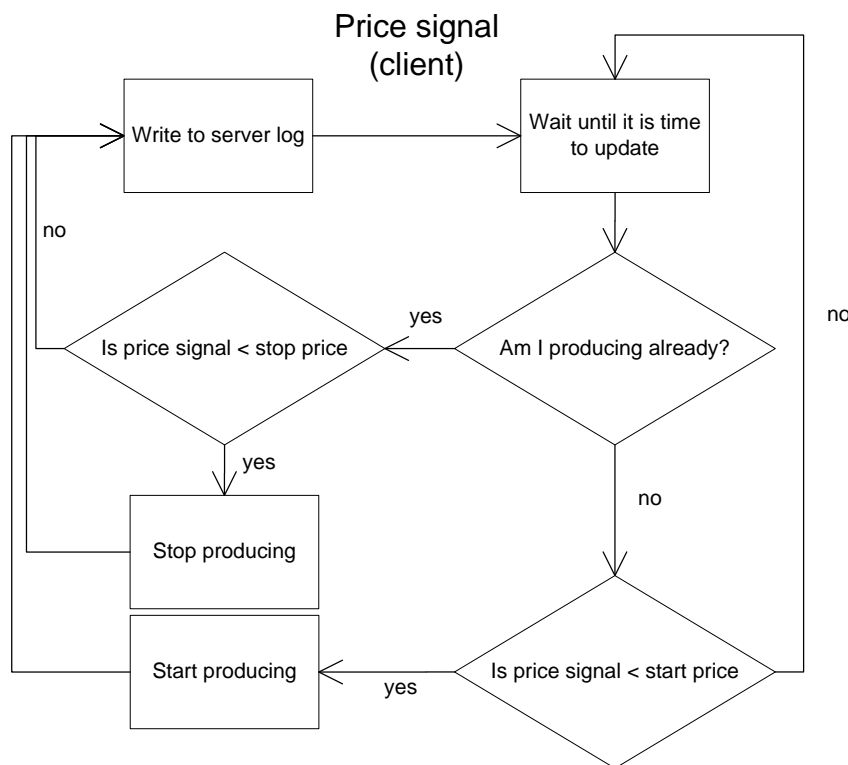 Price signal
(client)
Write to server log
Wait until it is time
to update
no
no
yes
Is price signal < stop price
Am I producing already?
yes
no
Stop producing
Start producing
yes
Is price signal < start price